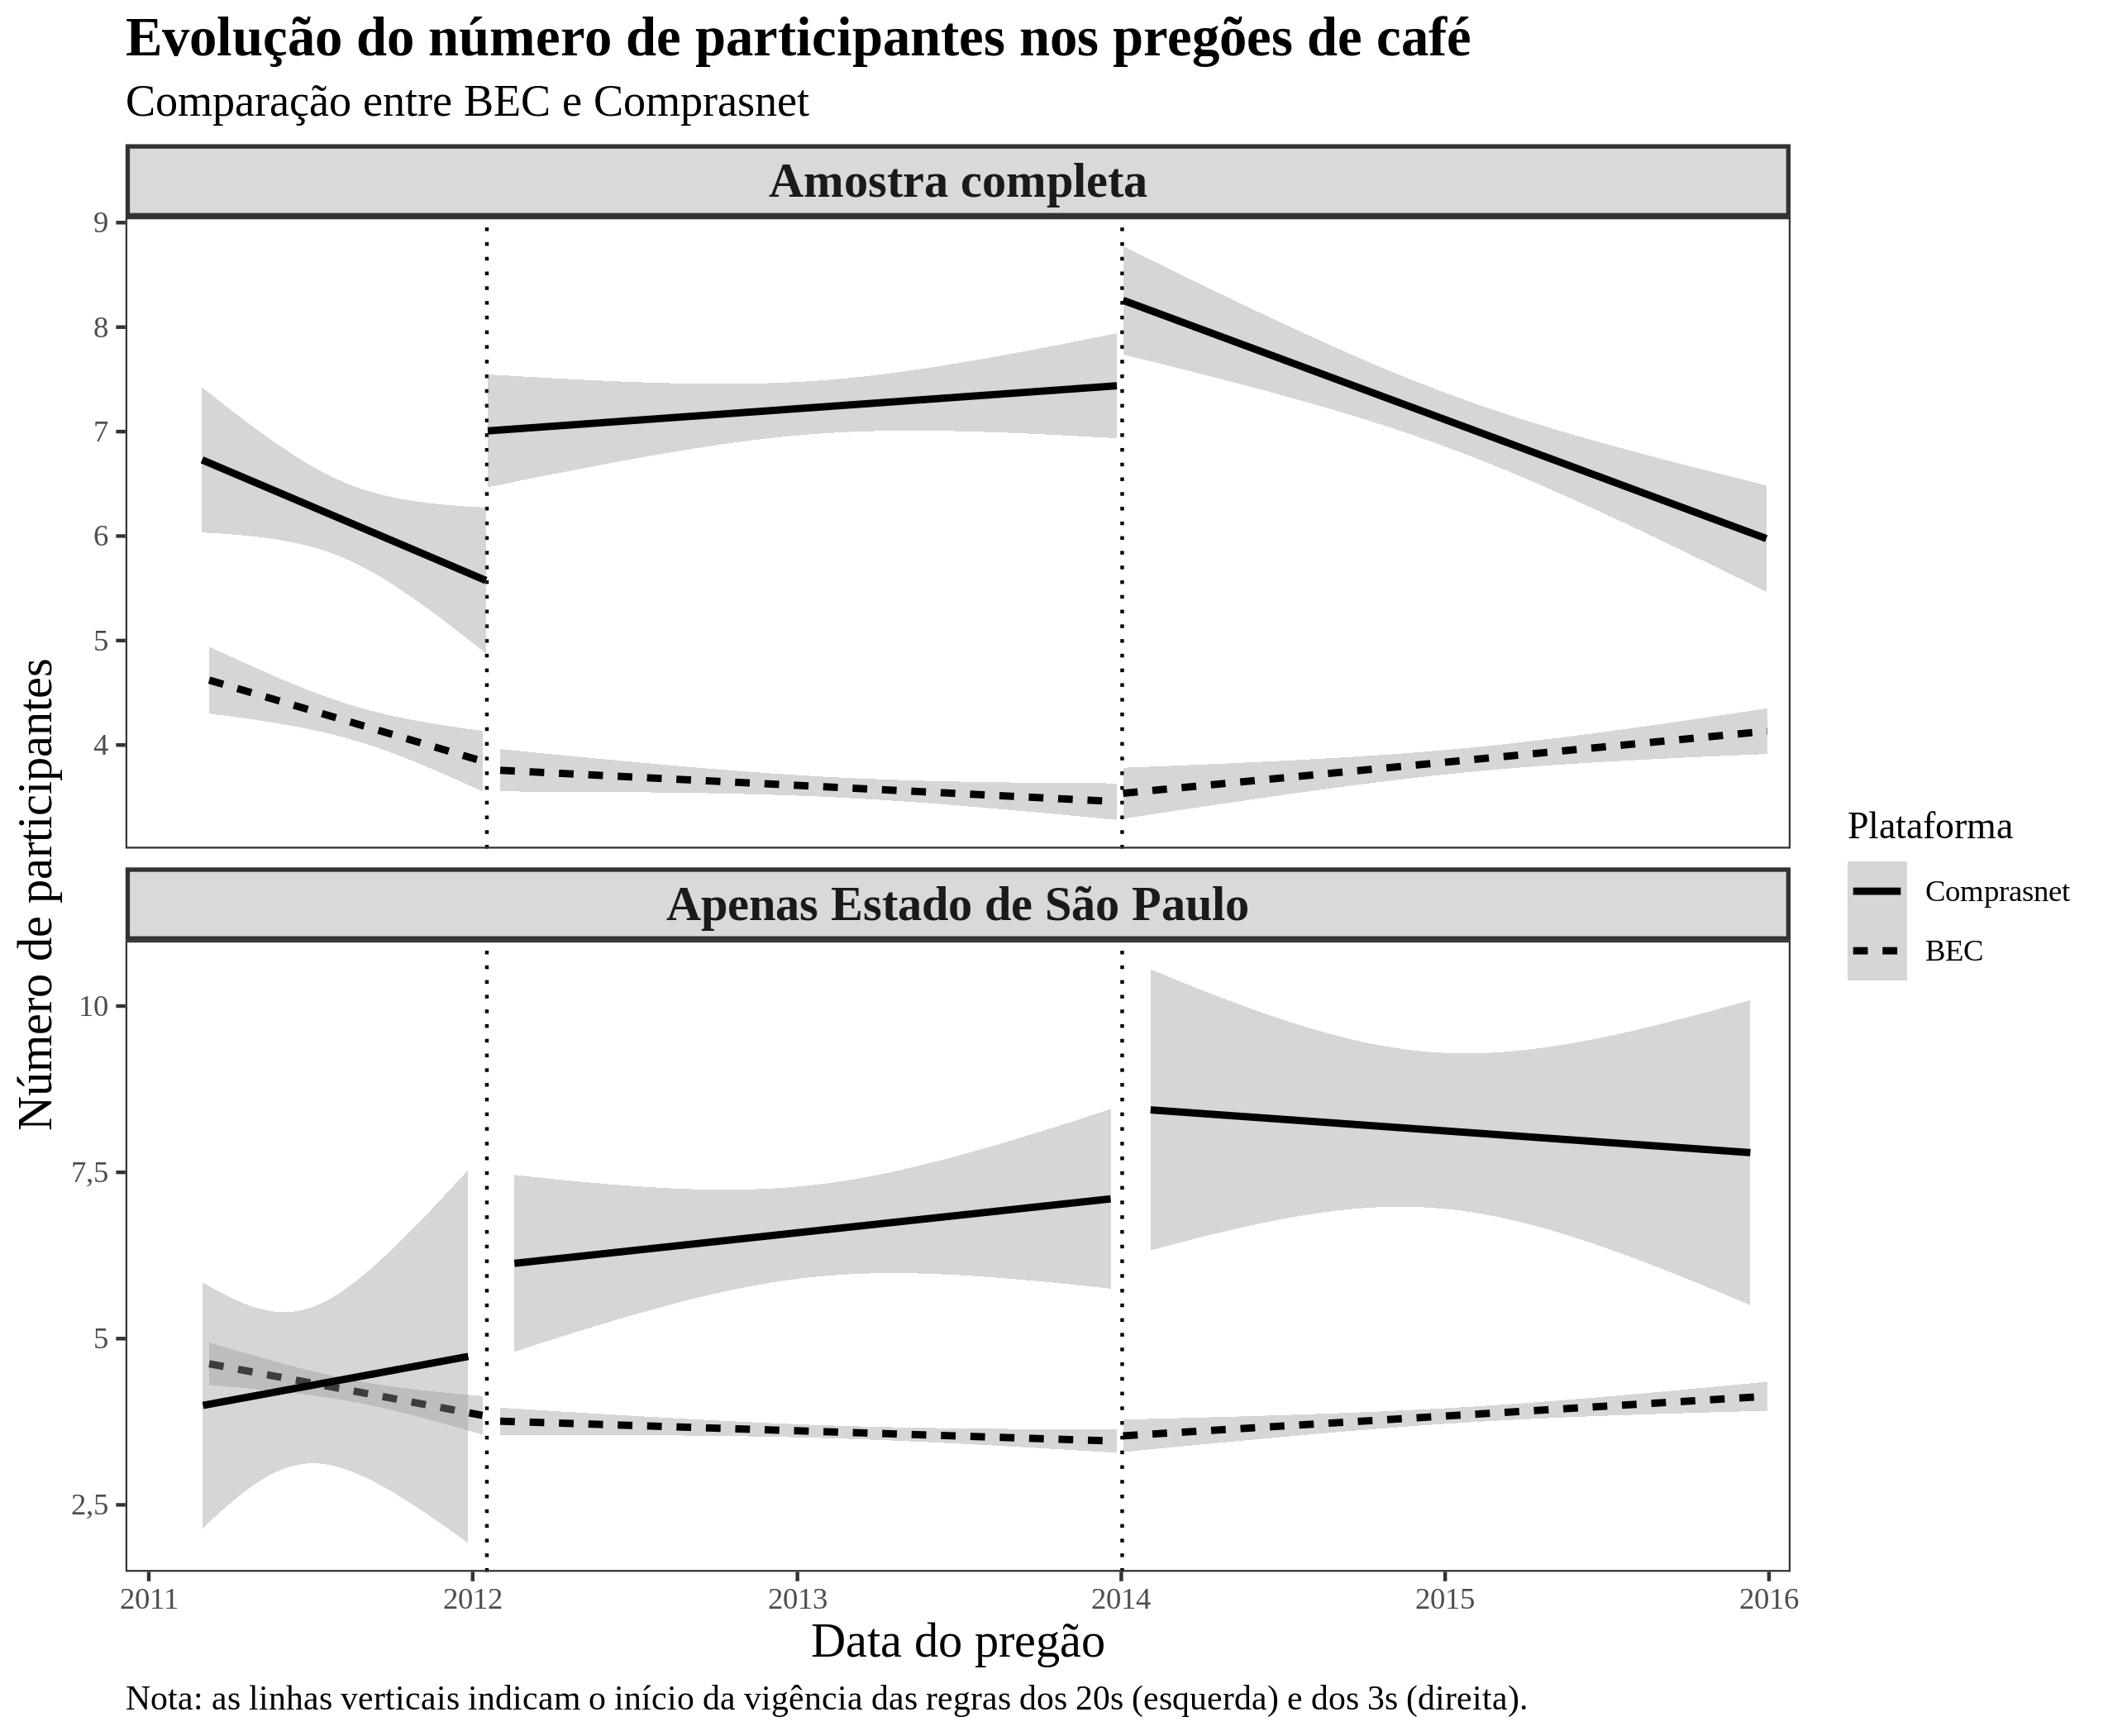 Evolução do número de participantes nos pregões de café
Comparação entre BEC e Comprasnet
Amostra completa
9
8
7
6
5
4
Número de participantes
Apenas Estado de São Paulo
10
7,5
5
2,5
2011 2012 2013 2014 2015 2016
Data do pregão
Plataforma
Comprasnet
BEC
Nota: as linhas verticais indicam o início da vigência das regras dos 20s (esquerda) e dos 3s (direita).